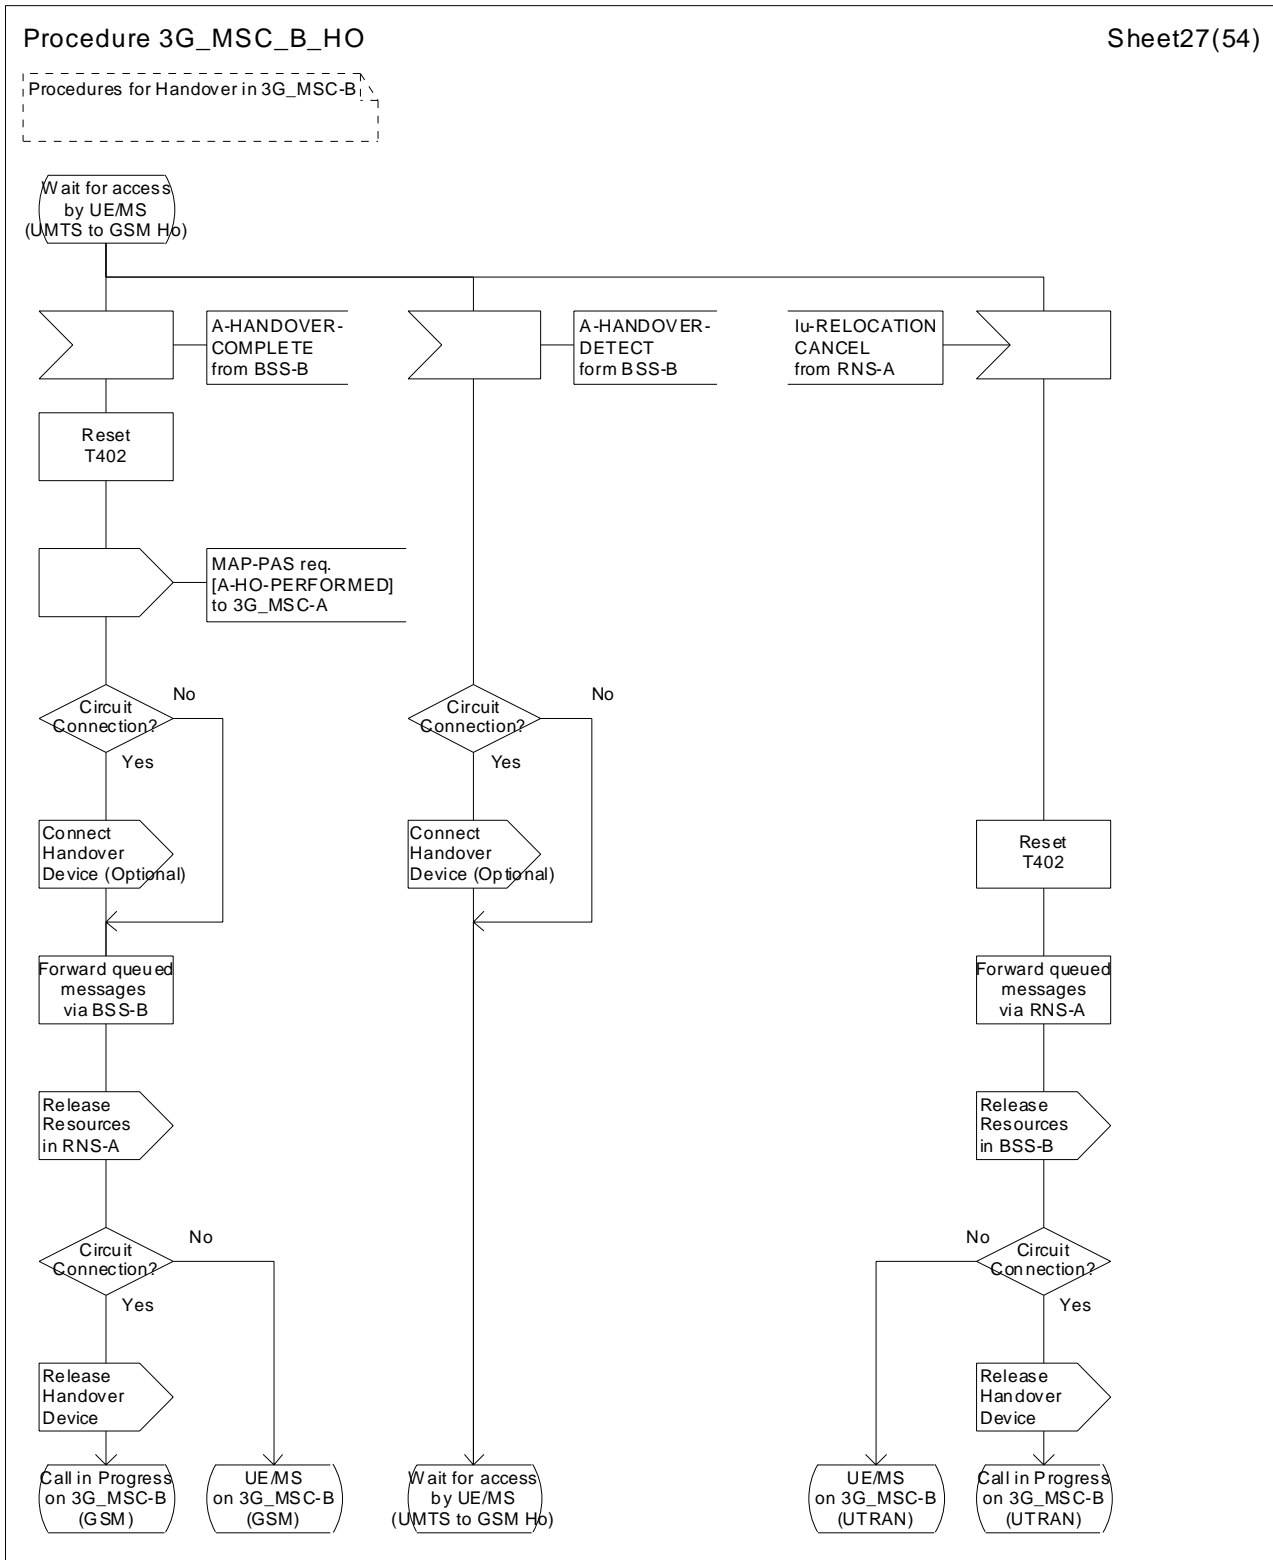 Procedure 3G_MSC_B_HO
Sheet27(54)
Procedures for Handover in 3G_MSC-B
Wait for access
by UE/MS
(UMTS to GSM Ho)
A-HANDOVER-
COMPLETE
from BSS-B
A-HANDOVER-
DETECT
form BSS-B
Iu-RELOCATION
CANCEL
from RNS-A
Reset
T402
MAP-PAS req.
[A-HO-PERFORMED]
to 3G_MSC-A
Circuit
Connection?
No
Yes
Circuit
Connection?
No
Yes
Connect
Handover
Device (Optional)
Connect
Handover
Device (Optional)
Reset
T402
Forward queued
messages
via BSS-B
Forward queued
messages
via RNS-A
Release
Resources
in RNS-A
Release
Resources
in BSS-B
Circuit
Connection?
No
Yes
No
Circuit
Connection?
Yes
Release
Handover
Device
Release
Handover
Device
Call in Progress
on 3G_MSC-B
(GSM)
UE/MS
on 3G_MSC-B
(GSM)
Wait for access
by UE/MS
(UMTS to GSM Ho)
UE/MS
on 3G_MSC-B
(UTRAN)
Call in Progress
on 3G_MSC-B
(UTRAN)